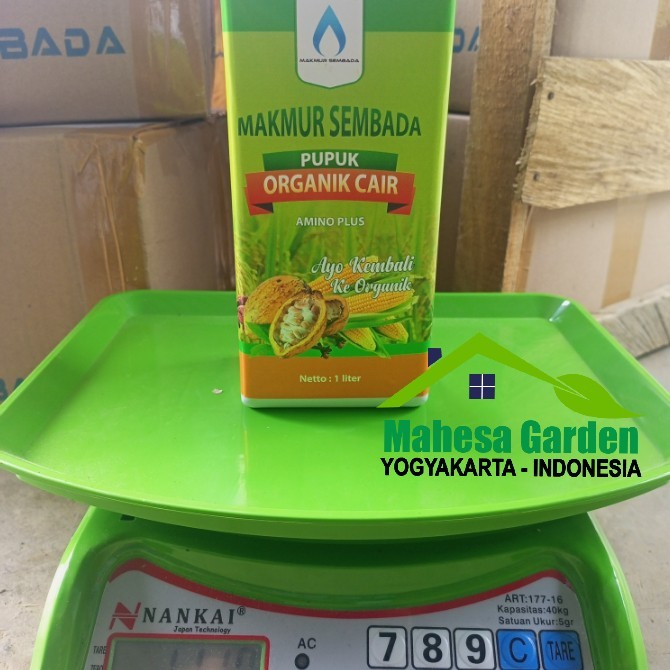 BADA
MAKMUR SEMBADA
MAKMUR SEMBADA
PUPUK
ORGANIK CAIR
AMINO PLUS
Ayo Kembali
Ke Organik
Netto : 1 liter
Mahesa Garden
YOGYAKARTA - INDONESIA
NANKAI®
Japan Technology
ART:177-16
Kapasitas:40kg
Satuan Ukur:5gr
TARE
AC
7 8 9 C TARE